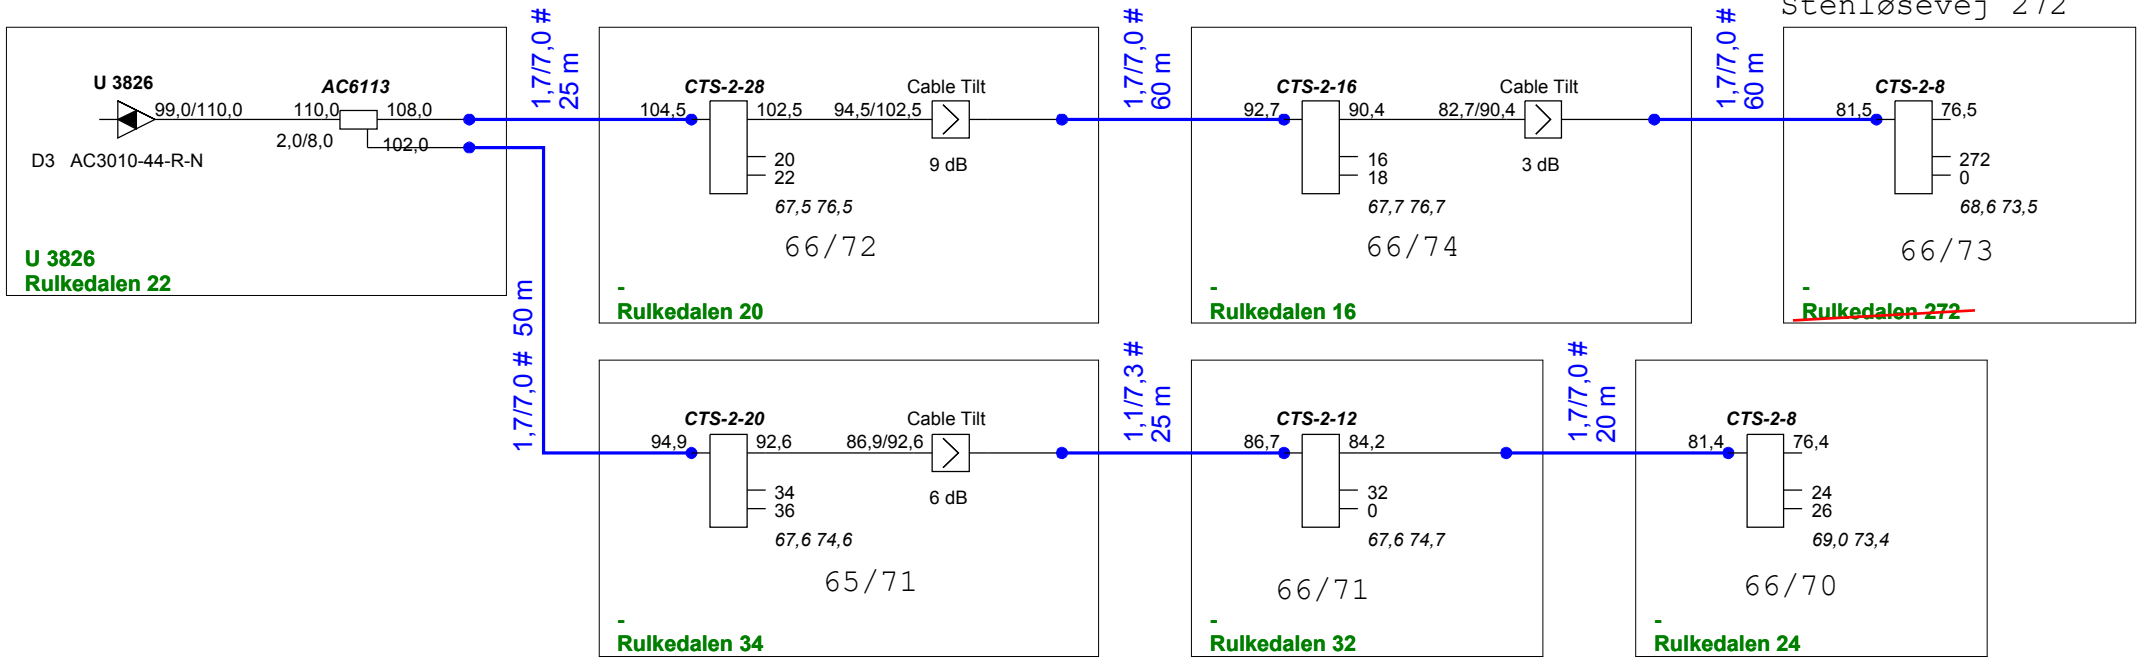 Stenløsevej 272
U 3826
99,0/110,0
D3 AC3010-44-R-N
AC6113
110,0 108,0
2,0/8,0
102,0
U 3826
Rulkedalen 22
1,7/7,0 #
25 m
CTS-2-28
104,5 102,5
94,5/102,5
Cable Tilt
9 dB
20
22
67,5 76,5
66/72
-
Rulkedalen 20
1,7/7,0 #
60 m
CTS-2-16
92,7 90,4
82,7/90,4
Cable Tilt
3 dB
16
18
67,7 76,7
66/74
-
Rulkedalen 16
1,7/7,0 #
60 m
CTS-2-8
81,5 76,5
272
0
68,6 73,5
66/73
-
Rulkedalen 272
1,7/7,0 # 50 m
CTS-2-20
94,9 92,6
86,9/92,6
Cable Tilt
6 dB
34
36
67,6 74,6
65/71
-
Rulkedalen 34
1,1/7,3 #
25 m
CTS-2-12
86,7 84,2
32
0
67,6 74,7
66/71
-
Rulkedalen 32
1,7/7,0 #
20 m
CTS-2-8
81,4 76,4
24
26
69,0 73,4
66/70
-
Rulkedalen 24